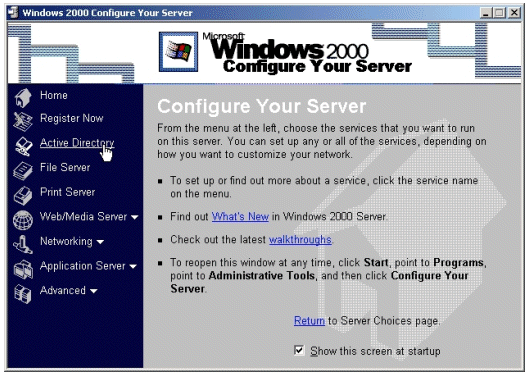 Windows 2000 Configure Your Server
Microsoft
Windows 2000
Configure Your Server
Home
Register Now
Active Directory
File Server
Print Server
Web/Media Server
Networking
Application Server
Advanced
Configure Your Server
From the menu at the left, choose the services that you want to run
on this server. You can set up any or all of the services, depending on
how you want to customize your network.
To set up or find out more about a service, click the service name
on the menu.
Find out What's New in Windows 2000 Server.
Check out the latest walkthroughs.
To reopen this window at any time, click Start, point to Programs,
point to Administrative Tools, and then click Configure Your
Server.
Return to Server Choices page.
Show this screen at startup